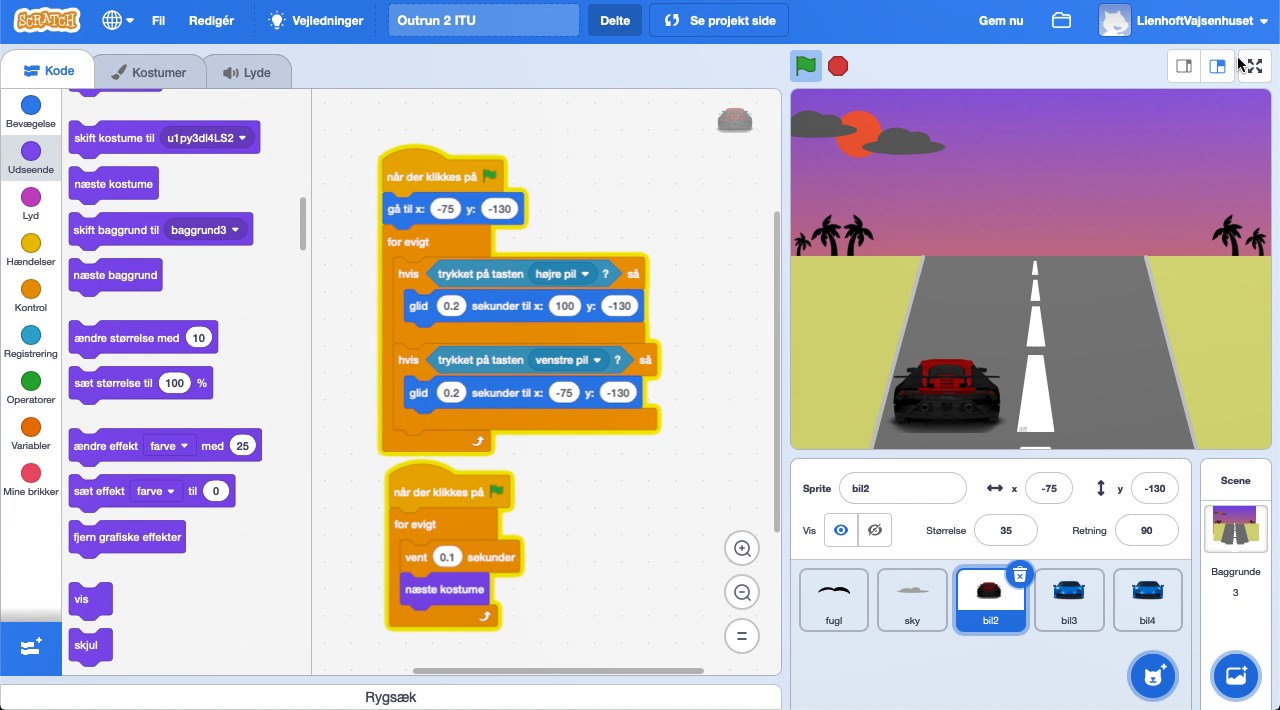 SCRATCH
Fil
Redigér
Vejledninger
Outrun 2 ITU
Delte
Se projekt side
Gem nu
LienhoftVajsenhuset
Kode
Kostumer
Lyde
Bevægelse
Udseende
Lyd
Hændelser
Kontrol
Registrering
Operatorer
Variabler
Mine brikker
skift kostume til u1py3dl4LS2
næste kostume
skift baggrund til baggrund3
næste baggrund
ændre størrelse med 10
sæt størrelse til 100 %
ændre effekt farve med 25
sæt effekt farve til 0
fjern grafiske effekter
vis
skjul
når der klikkes på
gå til x: -75 y: -130
for evigt
hvis trykket på tasten højre pil ? så
glid 0.2 sekunder til x: 100 y: -130
hvis trykket på tasten venstre pil ? så
glid 0.2 sekunder til x: -75 y: -130
når der klikkes på
for evigt
vent 0.1 sekunder
næste kostume
Rygsæk
Sprite bil2 x -75 y -130
Vis Størrelse 35 Retning 90
fugl
sky
bil2
bil3
bil4
Scene
Baggrunde
3